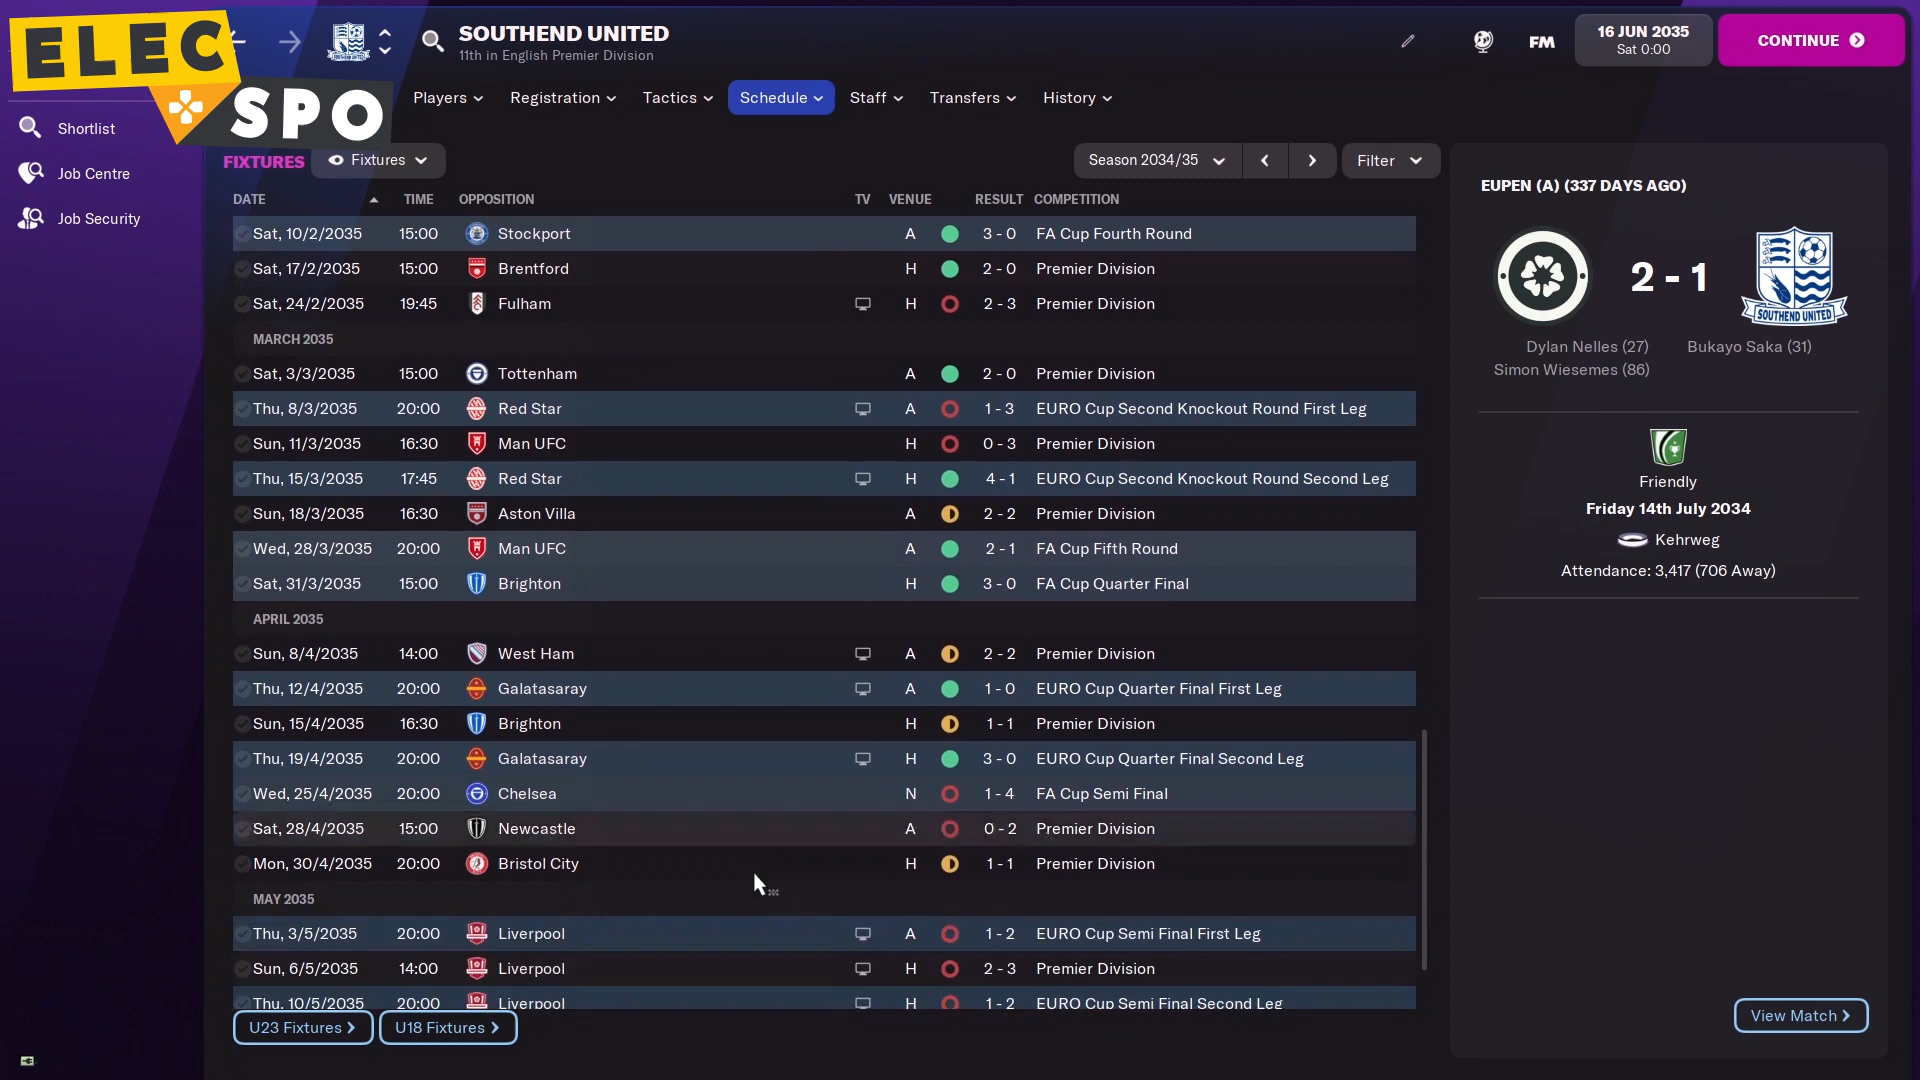 ELEC
SPO
SOUTHEND UNITED
11th in English Premier Division
FM
16 JUN 2035
Sat 0:00
CONTINUE
Players
Registration
Tactics
Schedule
Staff
Transfers
History
Shortlist
Job Centre
Job Security
FIXTURES
Fixtures
Season 2034/35
Filter
DATE TIME OPPOSITION TV VENUE RESULT COMPETITION
Sat, 10/2/2035 15:00 Stockport A 3 - 0 FA Cup Fourth Round
Sat, 17/2/2035 15:00 Brentford H 2 - 0 Premier Division
Sat, 24/2/2035 19:45 Fulham H 2 - 3 Premier Division
MARCH 2035
Sat, 3/3/2035 15:00 Tottenham A 2 - 0 Premier Division
Thu, 8/3/2035 20:00 Red Star A 1 - 3 EURO Cup Second Knockout Round First Leg
Sun, 11/3/2035 16:30 Man UFC H 0 - 3 Premier Division
Thu, 15/3/2035 17:45 Red Star H 4 - 1 EURO Cup Second Knockout Round Second Leg
Sun, 18/3/2035 16:30 Aston Villa A 2 - 2 Premier Division
Wed, 28/3/2035 20:00 Man UFC A 2 - 1 FA Cup Fifth Round
Sat, 31/3/2035 15:00 Brighton H 3 - 0 FA Cup Quarter Final
APRIL 2035
Sun, 8/4/2035 14:00 West Ham A 2 - 2 Premier Division
Thu, 12/4/2035 20:00 Galatasaray A 1 - 0 EURO Cup Quarter Final First Leg
Sun, 15/4/2035 16:30 Brighton H 1 - 1 Premier Division
Thu, 19/4/2035 20:00 Galatasaray H 3 - 0 EURO Cup Quarter Final Second Leg
Wed, 25/4/2035 20:00 Chelsea N 1 - 4 FA Cup Semi Final
Sat, 28/4/2035 15:00 Newcastle A 0 - 2 Premier Division
Mon, 30/4/2035 20:00 Bristol City H 1 - 1 Premier Division
MAY 2035
Thu, 3/5/2035 20:00 Liverpool A 1 - 2 EURO Cup Semi Final First Leg
Sun, 6/5/2035 14:00 Liverpool H 2 - 3 Premier Division
Thu, 10/5/2035 20:00 Liverpool H 1 - 2 EURO Cup Semi Final Second Leg
U23 Fixtures
U18 Fixtures
EUPEN (A) (337 DAYS AGO)
2 - 1
SOUTHEND UNITED
Dylan Nelles (27) Bukayo Saka (31)
Simon Wiesemes (86)
Friendly
Friday 14th July 2034
Kehrweg
Attendance: 3,417 (706 Away)
View Match